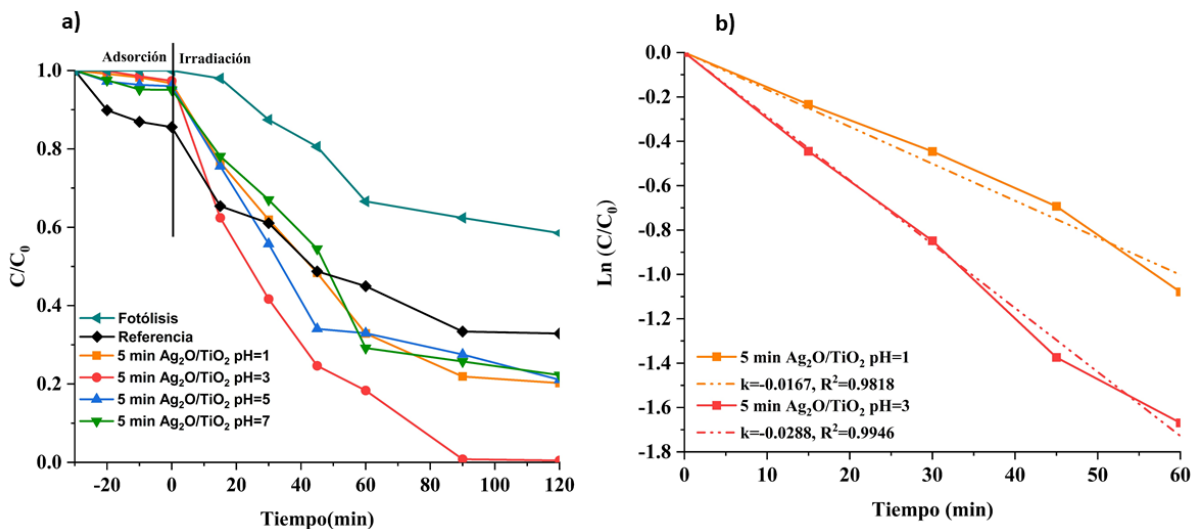 a)
Adsorción
Irradiación
1.0
0.8
0.6
0.4
0.2
0.0
C/C₀
Fotólisis
Referencia
5 min Ag₂O/TiO₂ pH=1
5 min Ag₂O/TiO₂ pH=3
5 min Ag₂O/TiO₂ pH=5
5 min Ag₂O/TiO₂ pH=7
-20 0 20 40 60 80 100 120
Tiempo(min)
b)
0.0
-0.2
-0.4
-0.6
-0.8
-1.0
-1.2
-1.4
-1.6
-1.8
Ln (C/C₀)
5 min Ag₂O/TiO₂ pH=1
k=-0.0167, R²=0.9818
5 min Ag₂O/TiO₂ pH=3
k=-0.0288, R²=0.9946
0 10 20 30 40 50 60
Tiempo (min)